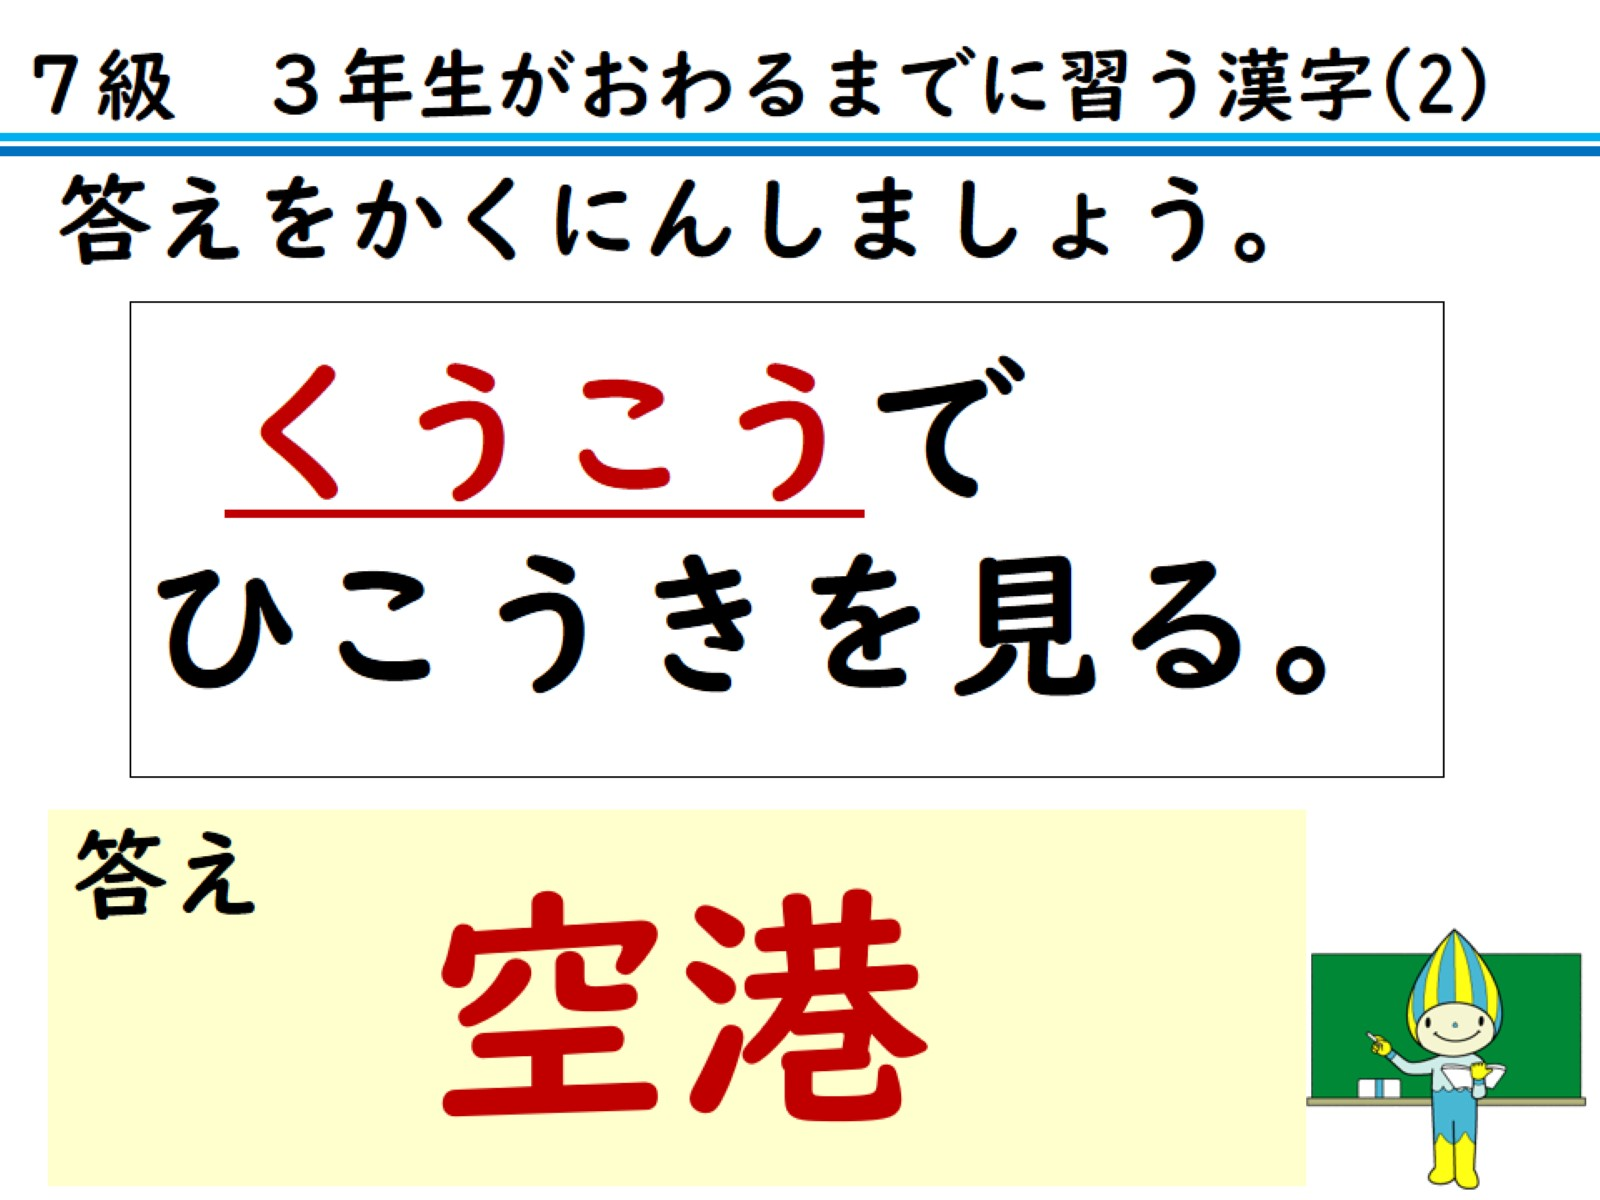 ７級　３年生がおわるまでに習う漢字(2)
答えをかくにんしましょう。
くうこうで
ひこうきを見る。
答え
空港